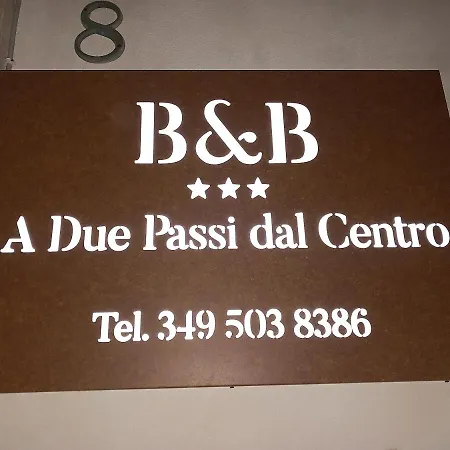 8
B&B
★★★
A Due Passi dal Centro
Tel. 349 503 8386